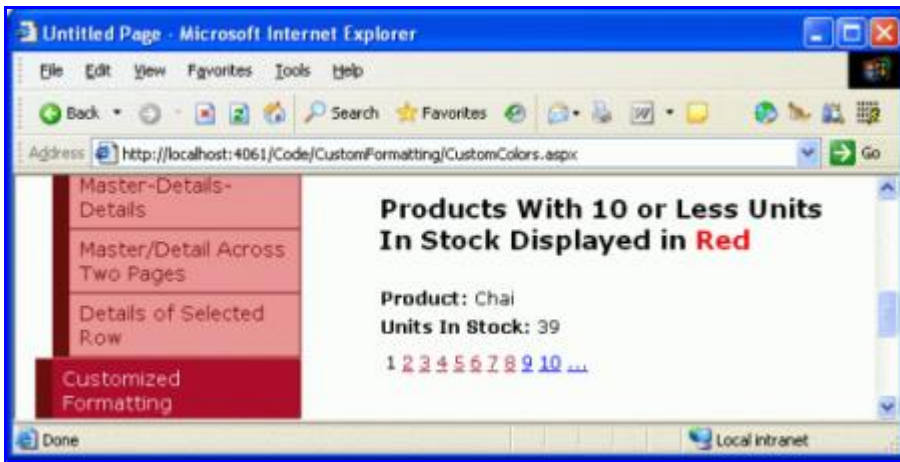 Untitled Page - Microsoft Internet Explorer
File Edit View Favorites Tools Help
Back Search Favorites
Address http://localhost:4061/Code/CustomFormatting/CustomColors.aspx Go
Master-Details-
Details
Master/Detail Across
Two Pages
Details of Selected
Row
Customized
Formatting
Products With 10 or Less Units
In Stock Displayed in Red
Product: Chai
Units In Stock: 39
1 2 3 4 5 6 7 8 9 10 ...
Done Local intranet